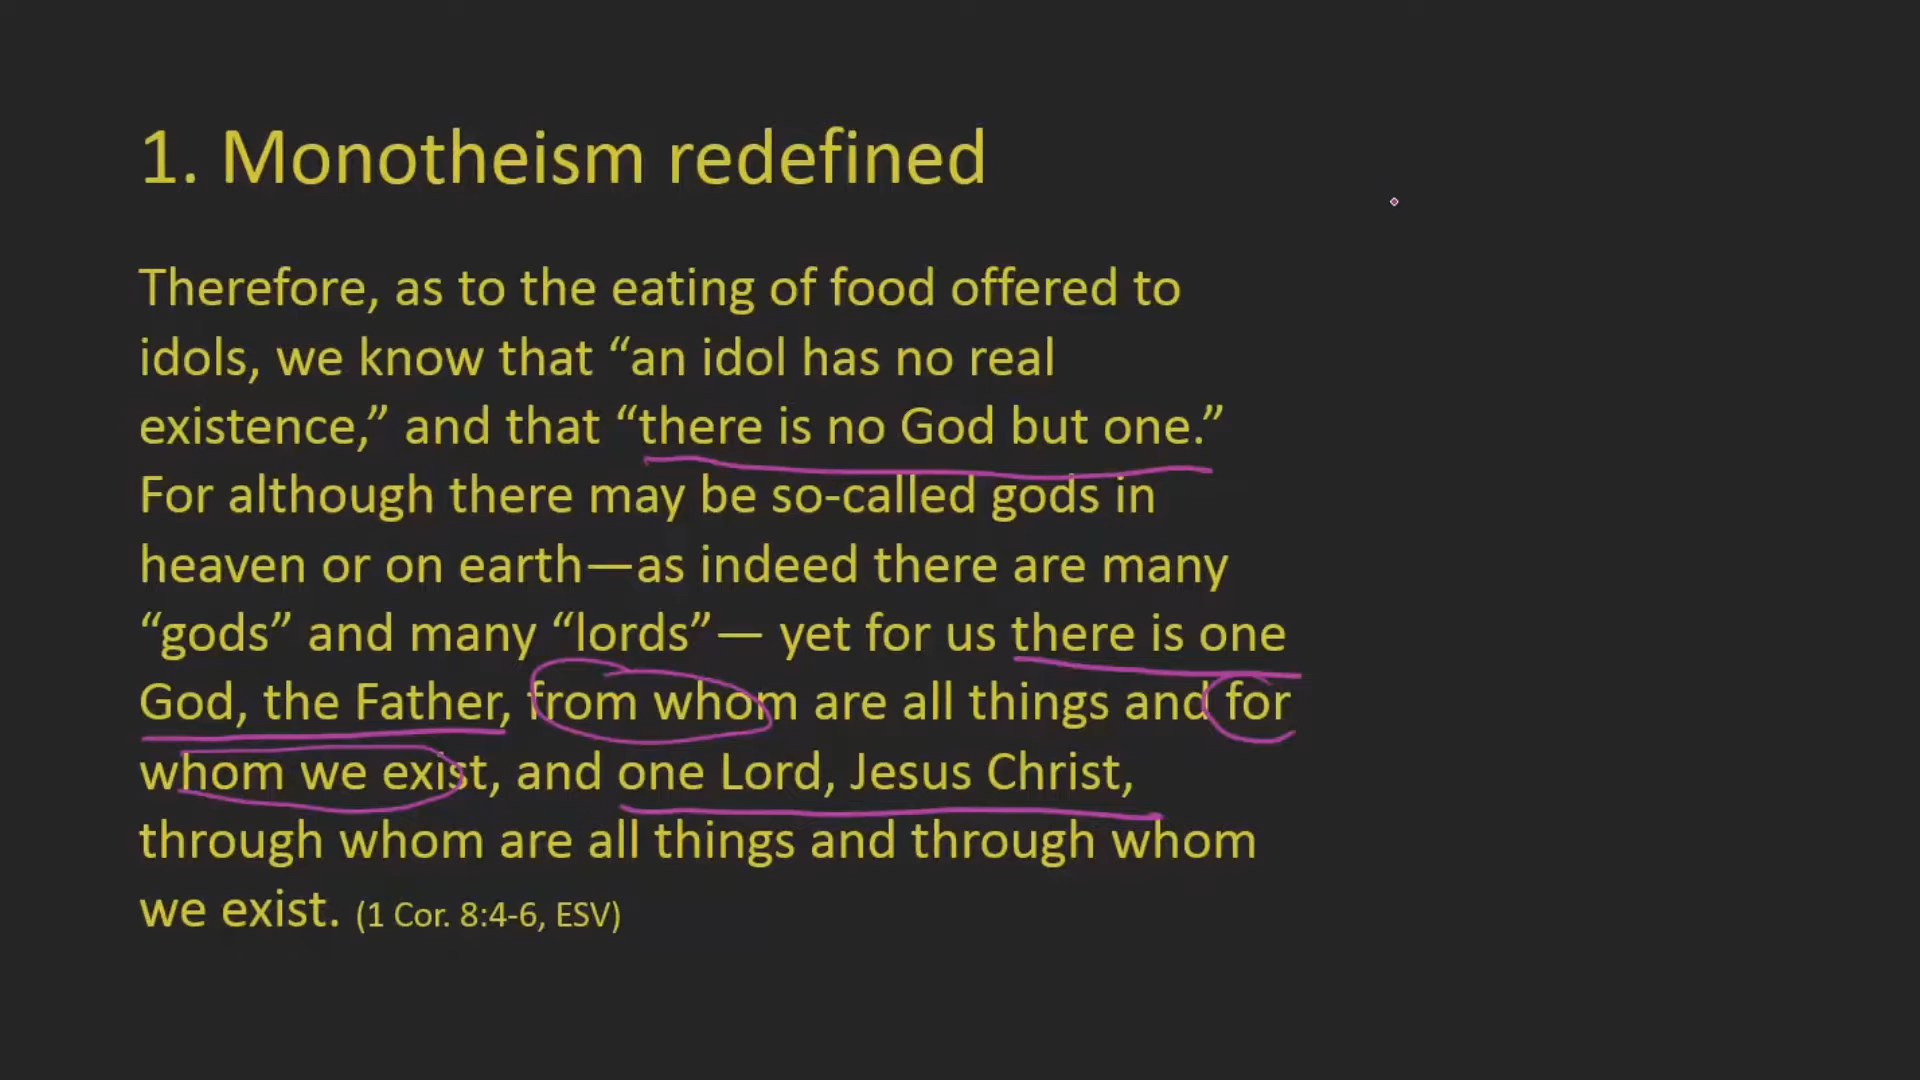 1. Monotheism redefined
Therefore, as to the eating of food offered to
idols, we know that “an idol has no real
existence,” and that “there is no God but one.”
For although there may be so-called gods in
heaven or on earth—as indeed there are many
“gods” and many “lords”— yet for us there is one
God, the Father, from whom are all things and for
whom we exist, and one Lord, Jesus Christ,
through whom are all things and through whom
we exist. (1 Cor. 8:4-6, ESV)